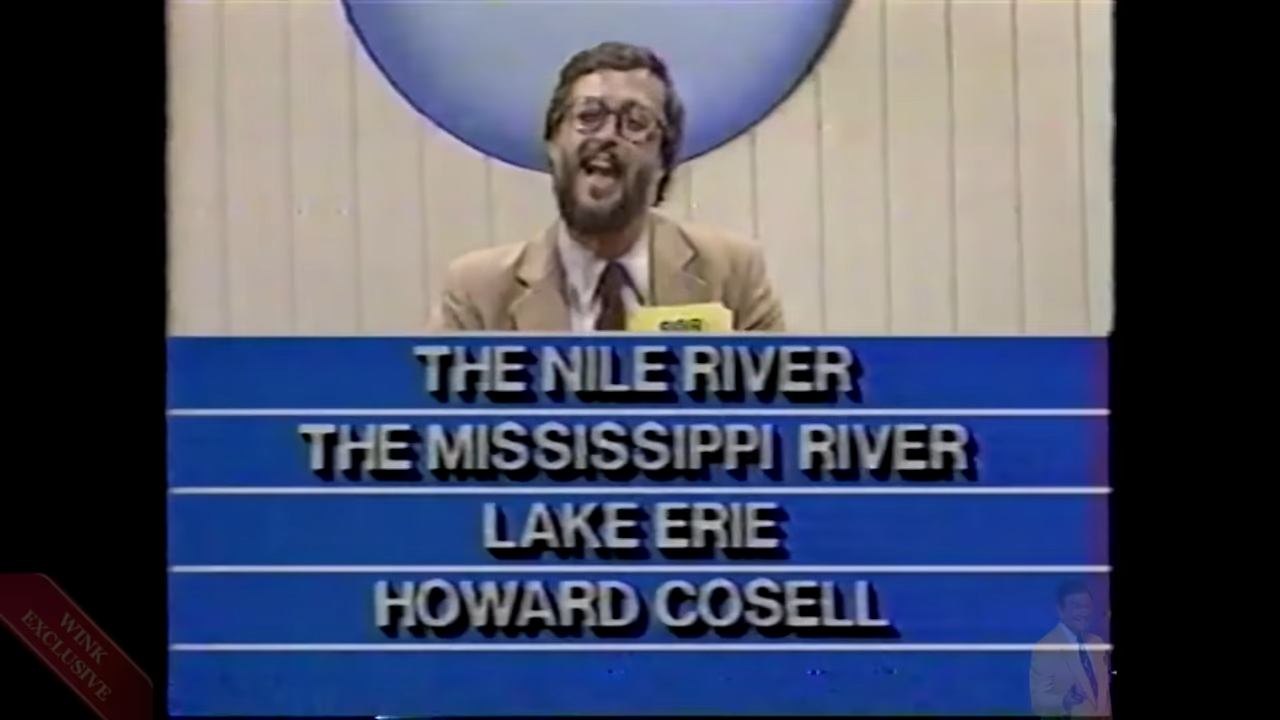 THE NILE RIVER
THE MISSISSIPPI RIVER
LAKE ERIE
HOWARD COSELL
WINK
EXCLUSIVE